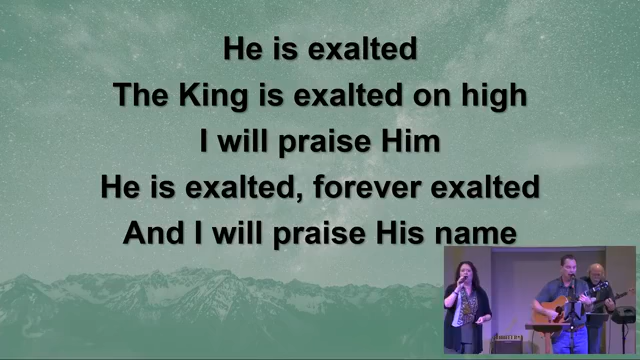 He is exalted
The King is exalted on high
I will praise Him
He is exalted, forever exalted
And I will praise His name